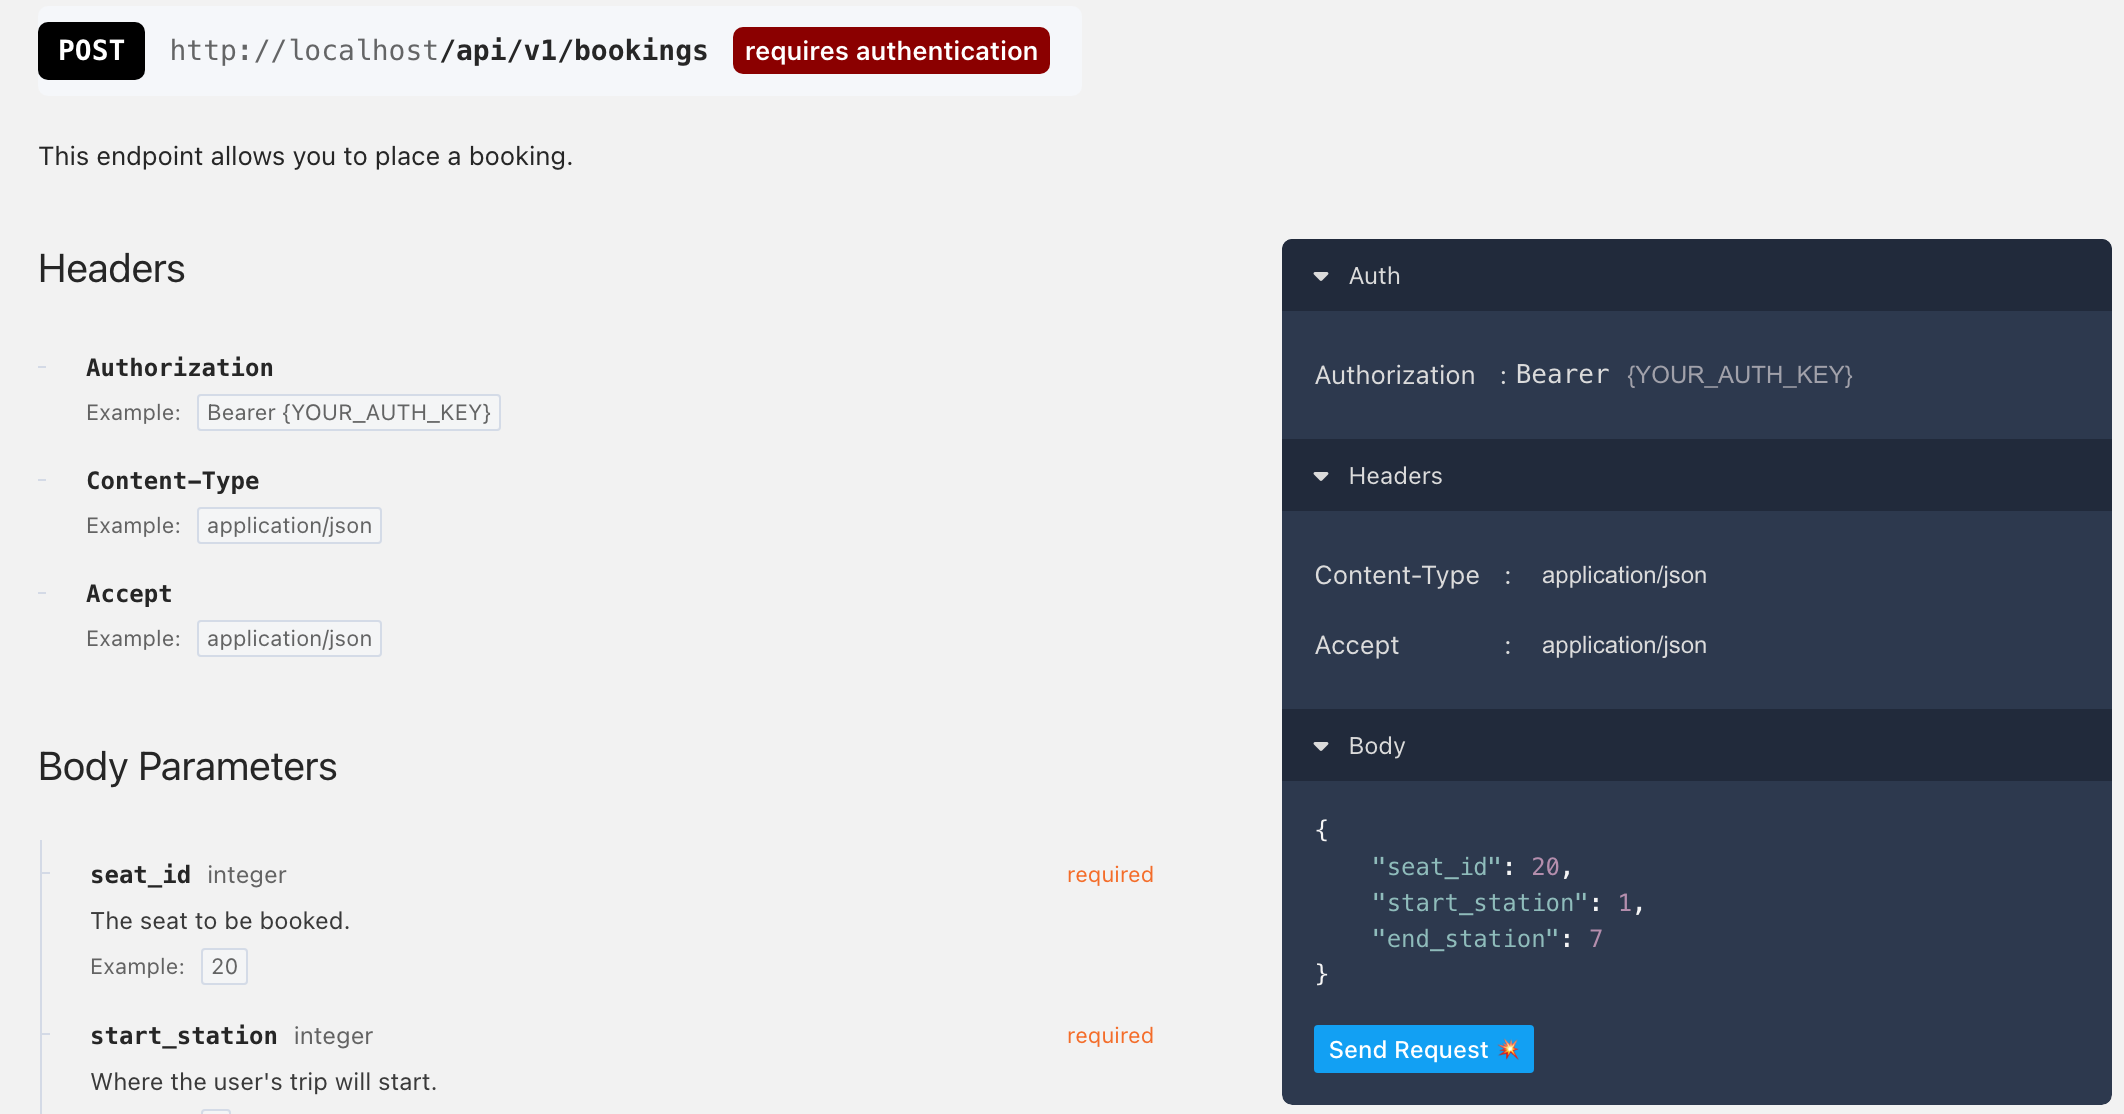 POST http://localhost/api/v1/bookings requires authentication
This endpoint allows you to place a booking.
Headers
Authorization
Example: Bearer {YOUR_AUTH_KEY}
Content-Type
Example: application/json
Accept
Example: application/json
Body Parameters
seat_id integer required
The seat to be booked.
Example: 20
start_station integer required
Where the user's trip will start.
Auth
Authorization : Bearer {YOUR_AUTH_KEY}
Headers
Content-Type : application/json
Accept : application/json
Body
{
"seat_id": 20,
"start_station": 1,
"end_station": 7
}
Send Request 💥